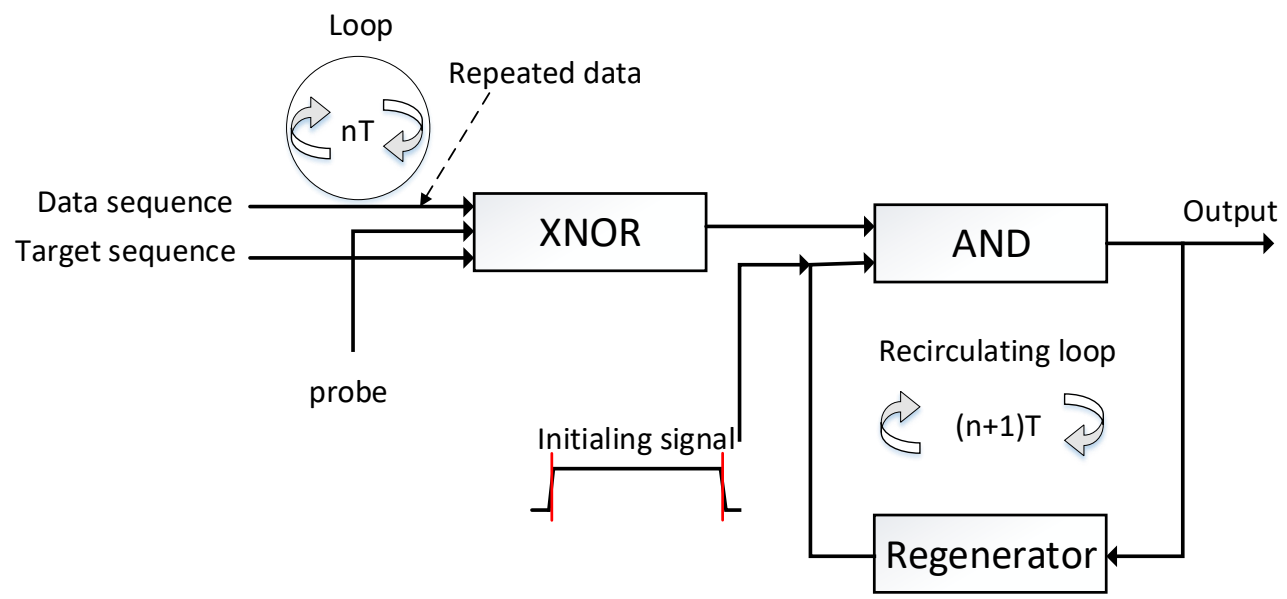 Loop
Repeated data
nT
Data sequence
Target sequence
XNOR
AND
Output
probe
Recirculating loop
(n+1)T
Initialing signal
Regenerator